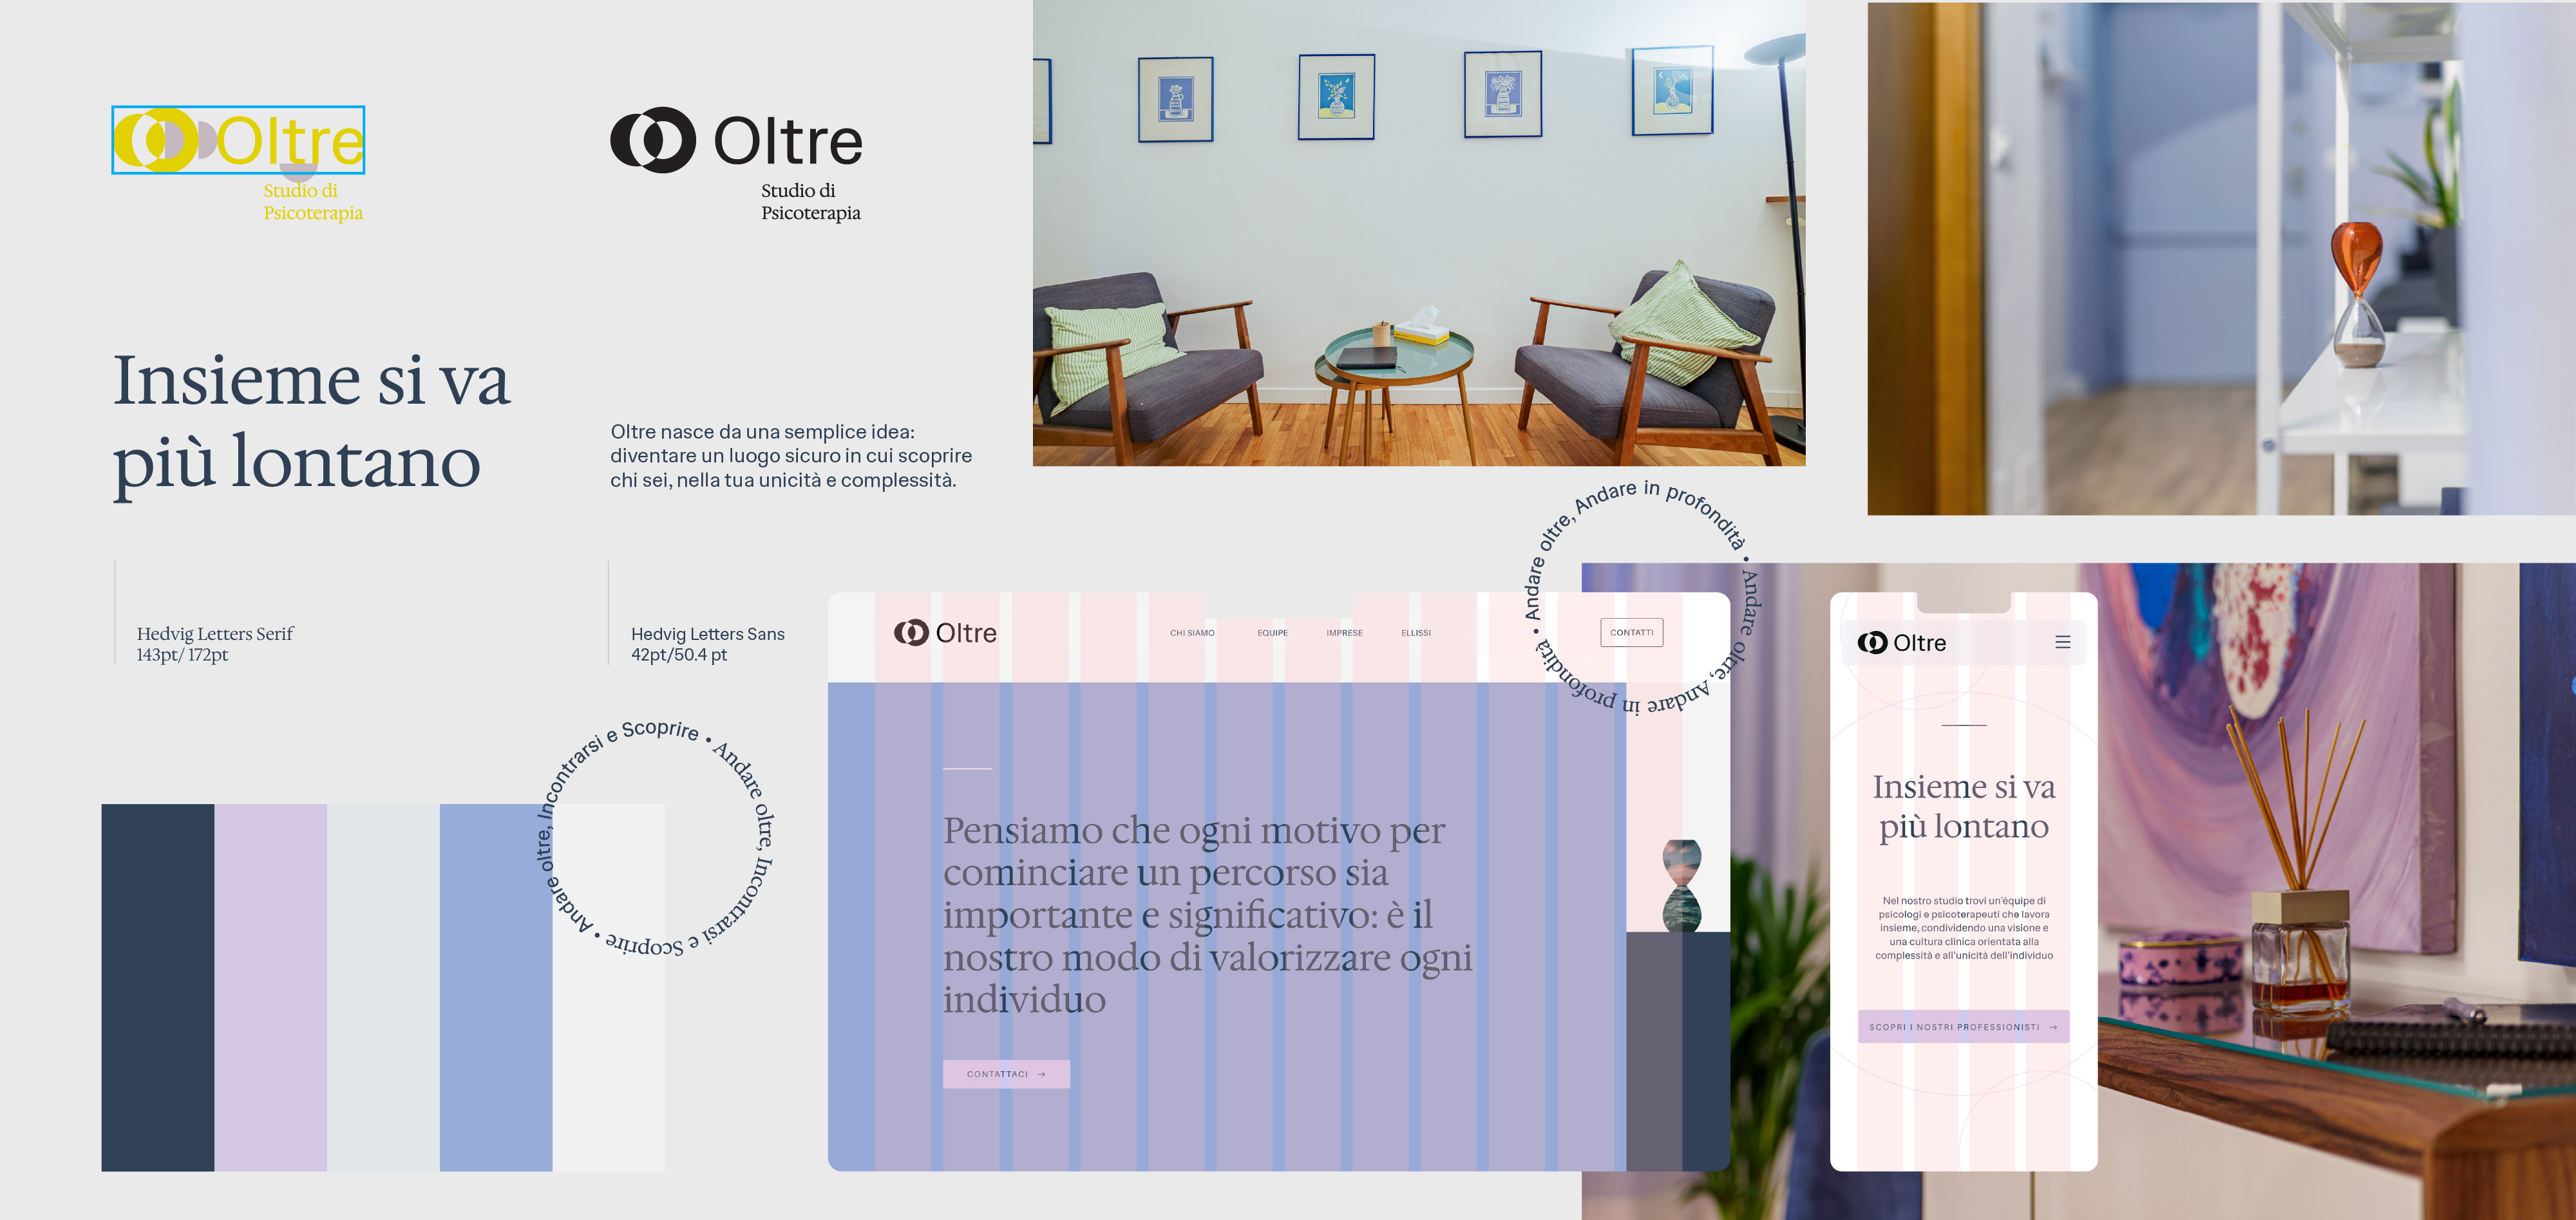 Oltre
Studio di
Psicoterapia
Oltre
Studio di
Psicoterapia
Insieme si va
più lontano
Oltre nasce da una semplice idea:
diventare un luogo sicuro in cui scoprire
chi sei, nella tua unicità e complessità.
Hedvig Letters Serif
143pt/ 172pt
Hedvig Letters Sans
42pt/50.4 pt
Andare oltre, Incontrarsi e Scoprire • Andare oltre, Incontrarsi e Scoprire •
Andare oltre, Andare in profondità • Andare oltre, Andare in profondità •
Oltre
CHI SIAMO
EQUIPE
IMPRESE
ELLISSI
CONTATTI
Pensiamo che ogni motivo per
cominciare un percorso sia
importante e significativo: è il
nostro modo di valorizzare ogni
individuo
CONTATTACI →
Oltre
Insieme si va
più lontano
Nel nostro studio trovi un'équipe di
psicologi e psicoterapeuti che lavora
insieme, condividendo una visione e
una cultura clinica orientata alla
complessità e all'unicità dell'individuo
SCOPRI I NOSTRI PROFESSIONISTI →